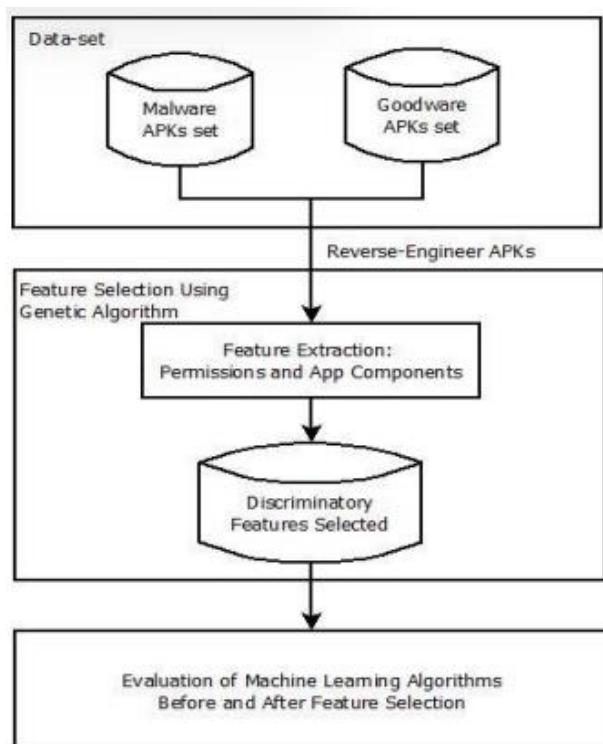 Data-set
Malware
APKs set
Goodware
APKs set
Reverse-Engineer APKs
Feature Selection Using
Genetic Algorithm
Feature Extraction:
Permissions and App Components
Discriminatory
Features Selected
Evaluation of Machine Learning Algorithms
Before and After Feature Selection